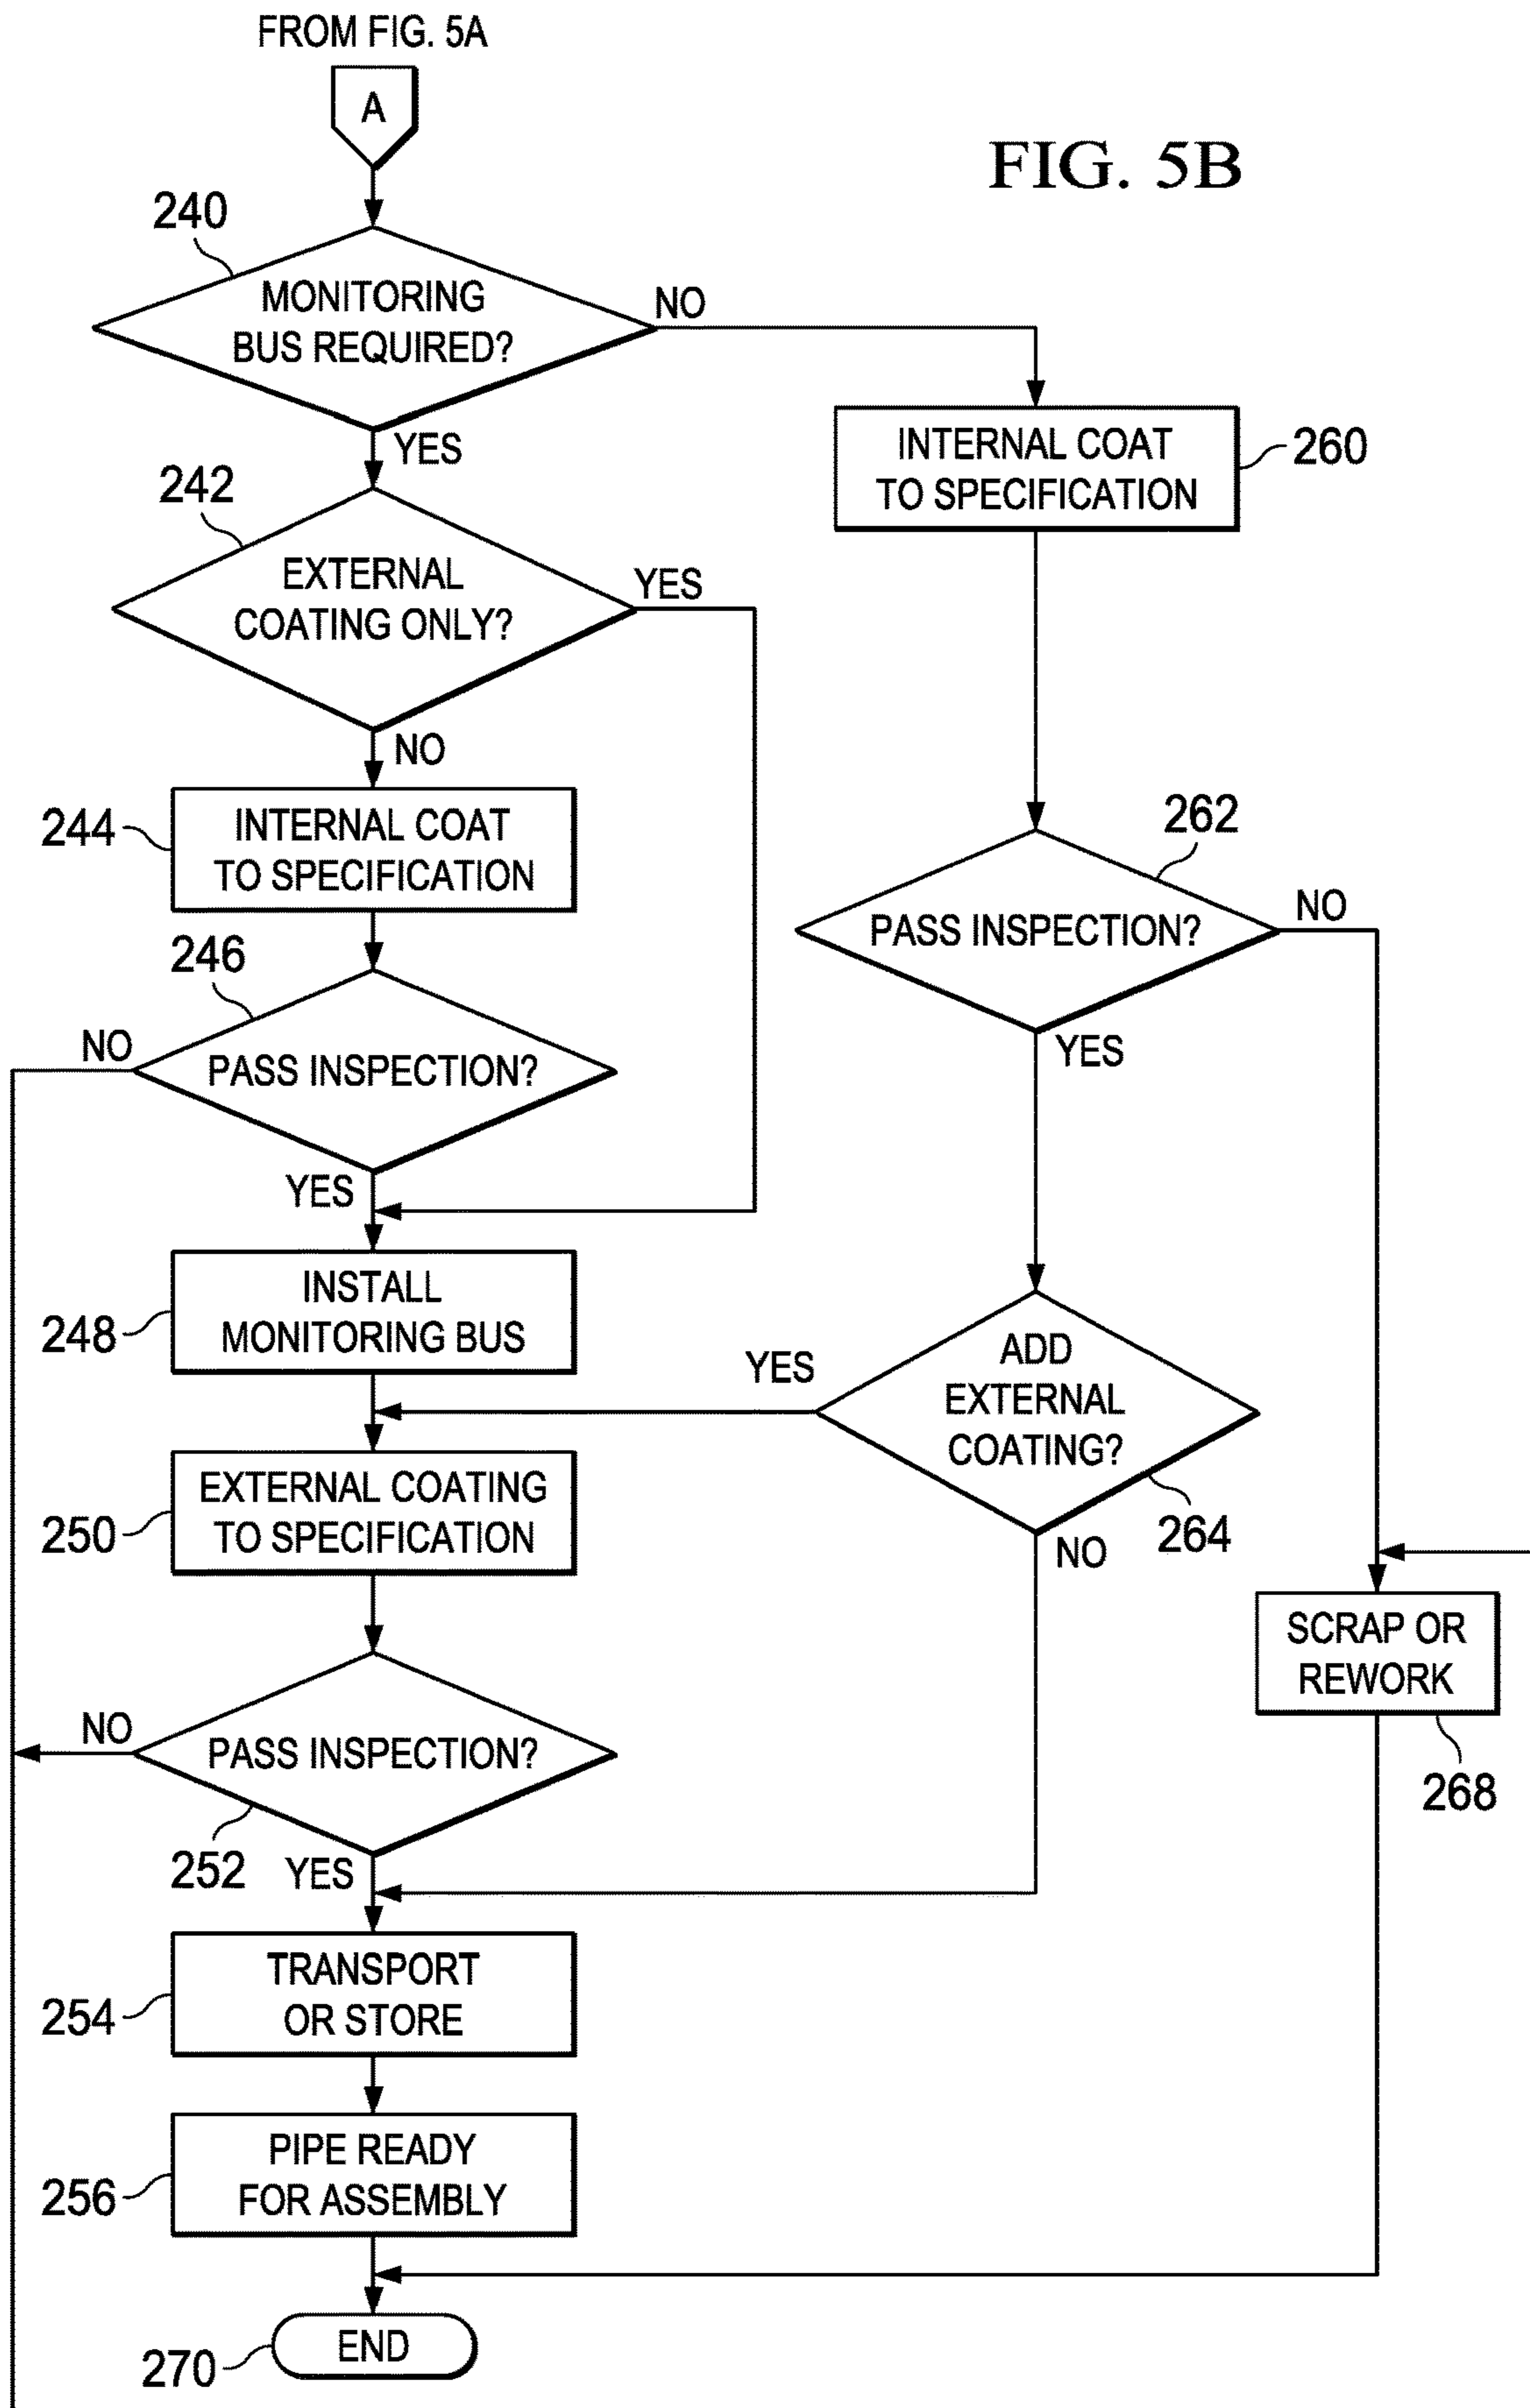 FROM FIG. 5A
A
FIG. 5B
240
MONITORING
BUS REQUIRED?
NO
YES
242
EXTERNAL
COATING ONLY?
YES
NO
260
INTERNAL COAT
TO SPECIFICATION
244
INTERNAL COAT
TO SPECIFICATION
262
PASS INSPECTION?
NO
YES
246
NO
PASS INSPECTION?
YES
248
INSTALL
MONITORING BUS
YES
ADD
EXTERNAL
COATING?
264
NO
250
EXTERNAL COATING
TO SPECIFICATION
SCRAP OR
REWORK
268
NO
PASS INSPECTION?
252
YES
254
TRANSPORT
OR STORE
256
PIPE READY
FOR ASSEMBLY
270
END